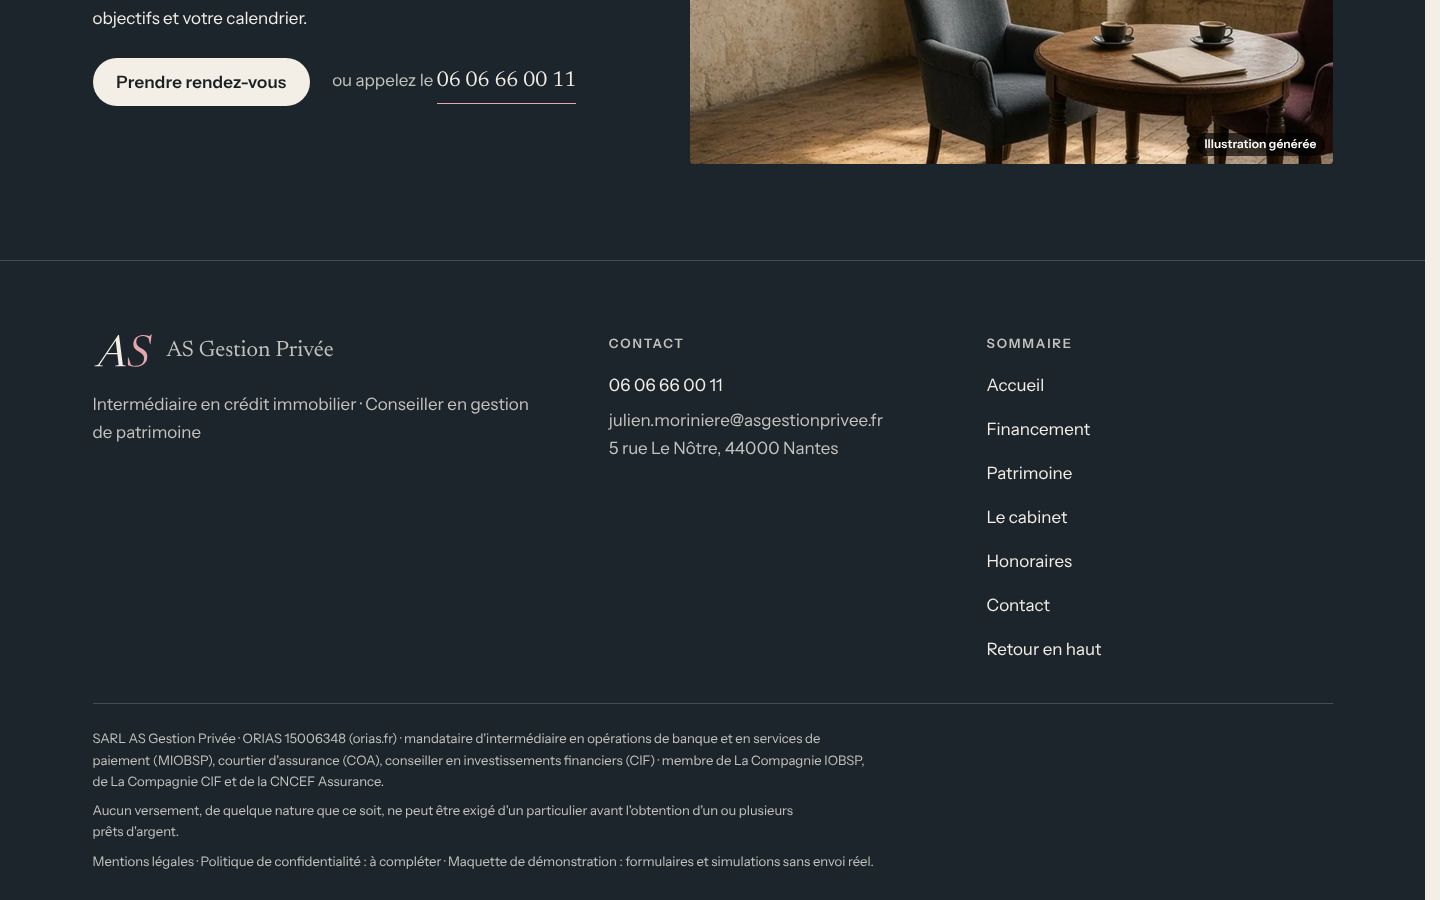 objectifs et votre calendrier.
Prendre rendez-vous
ou appelez le 06 06 66 00 11
Illustration générée
AS AS Gestion Privée
Intermédiaire en crédit immobilier · Conseiller en gestion
de patrimoine
CONTACT
06 06 66 00 11
julien.moriniere@asgestionprivee.fr
5 rue Le Nôtre, 44000 Nantes
SOMMAIRE
Accueil
Financement
Patrimoine
Le cabinet
Honoraires
Contact
Retour en haut
SARL AS Gestion Privée · ORIAS 15006348 (orias.fr) · mandataire d'intermédiaire en opérations de banque et en services de
paiement (MIOBSP), courtier d'assurance (COA), conseiller en investissements financiers (CIF) · membre de La Compagnie IOBSP,
de La Compagnie CIF et de la CNCEF Assurance.
Aucun versement, de quelque nature que ce soit, ne peut être exigé d'un particulier avant l'obtention d'un ou plusieurs
prêts d'argent.
Mentions légales · Politique de confidentialité : à compléter · Maquette de démonstration : formulaires et simulations sans envoi réel.